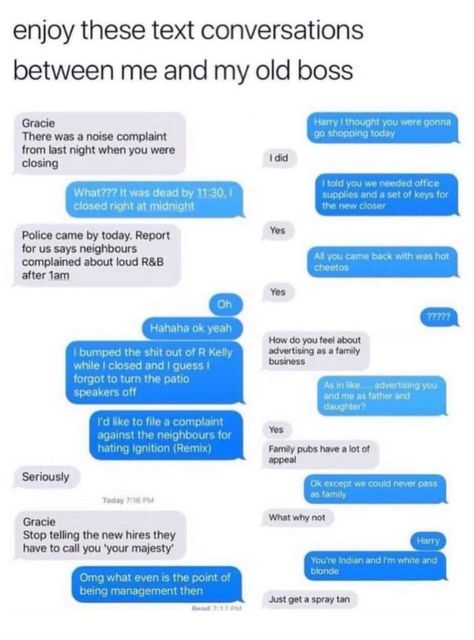 enjoy these text conversations
between me and my old boss
Gracie
There was a noise complaint
from last night when you were
closing
What??? It was dead by 11:30, I
closed right at midnight
Police came by today. Report
for us says neighbours
complained about loud R&B
after 1am
Oh
Hahaha ok yeah
I bumped the shit out of R Kelly
while I closed and I guess I
forgot to turn the patio
speakers off
I'd like to file a complaint
against the neighbours for
hating Ignition (Remix)
Seriously
Today 7:16 PM
Gracie
Stop telling the new hires they
have to call you 'your majesty'
Omg what even is the point of
being management then
Read 7:17 PM
Harry I thought you were gonna
go shopping today
I did
I told you we needed office
supplies and a set of keys for
the new closer
Yes
All you came back with was hot
cheetos
Yes
?????
How do you feel about
advertising as a family
business
As in like..... advertising you
and me as father and
daughter?
Yes
Family pubs have a lot of
appeal
Ok except we could never pass
as family
What why not
Harry
You're Indian and I'm white and
blonde
Just get a spray tan